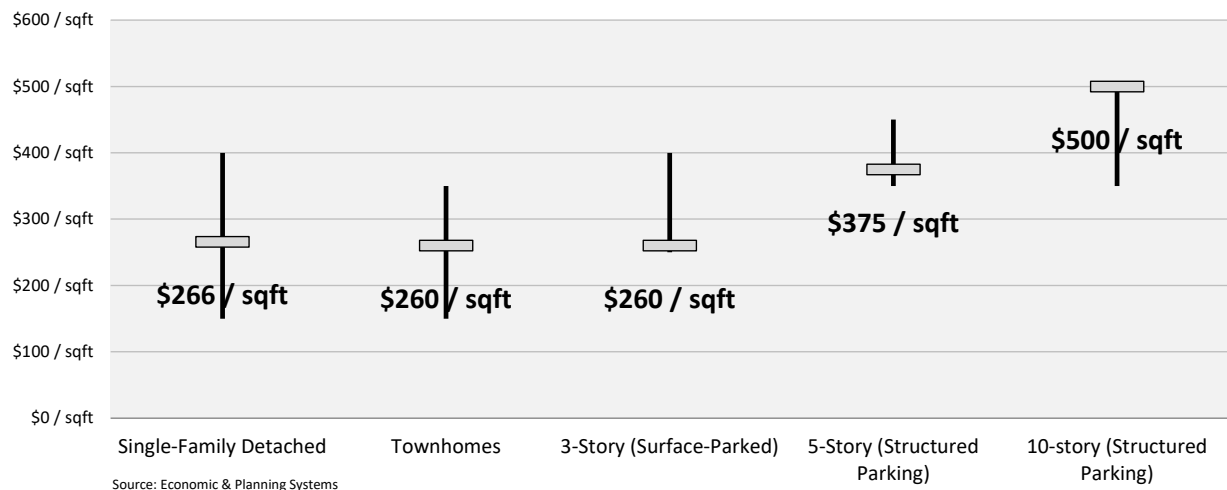 $600 / sqft
$500 / sqft
$400 / sqft
$300 / sqft
$200 / sqft
$100 / sqft
$0 / sqft
$266 / sqft
$260 / sqft
$260 / sqft
$375 / sqft
$500 / sqft
Single-Family Detached
Townhomes
3-Story (Surface-Parked)
5-Story (Structured
Parking)
10-story (Structured
Parking)
Source: Economic & Planning Systems